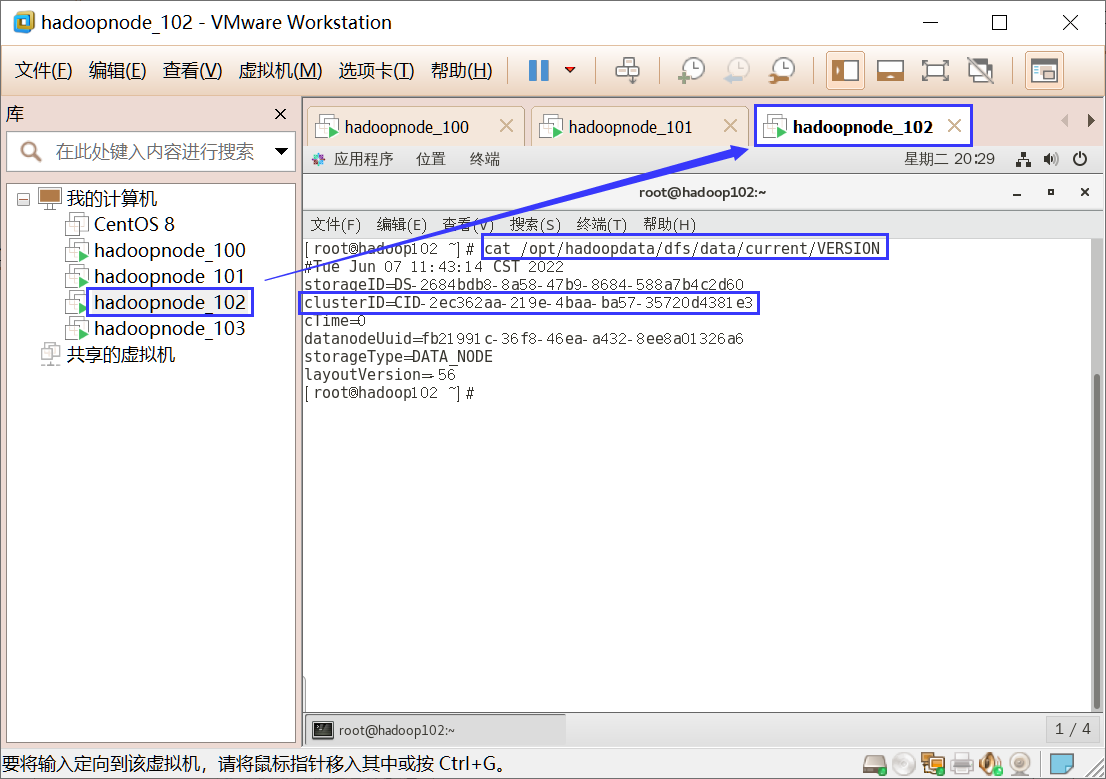 hadoopnode_102 - VMware Workstation
文件(F) 编辑(E) 查看(V) 虚拟机(M) 选项卡(T) 帮助(H)
库
在此处键入内容进行搜索
我的计算机
CentOS 8
hadoopnode_100
hadoopnode_101
hadoopnode_102
hadoopnode_103
共享的虚拟机
hadoopnode_100 hadoopnode_101 hadoopnode_102
应用程序 位置 终端 星期二 20:29
root@hadoop102:~
文件(F) 编辑(E) 查看(V) 搜索(S) 终端(T) 帮助(H)
[root@hadoop102 ~]# cat /opt/hadoopdata/dfs/data/current/VERSION
#Tue Jun 07 11:43:14 CST 2022
storageID=DS-2684bdb8-8a58-47b9-8684-588a7b4c2d60
clusterID=CID-2ec362aa-219e-4baa-ba57-35720d4381e3
cTime=0
datanodeUuid=fb21991c-36f8-46ea-a432-8ee8a01326a6
storageType=DATA_NODE
layoutVersion=-56
[root@hadoop102 ~]#
root@hadoop102:~ 1 / 4
要将输入定向到该虚拟机，请将鼠标指针移入其中或按 Ctrl+G。